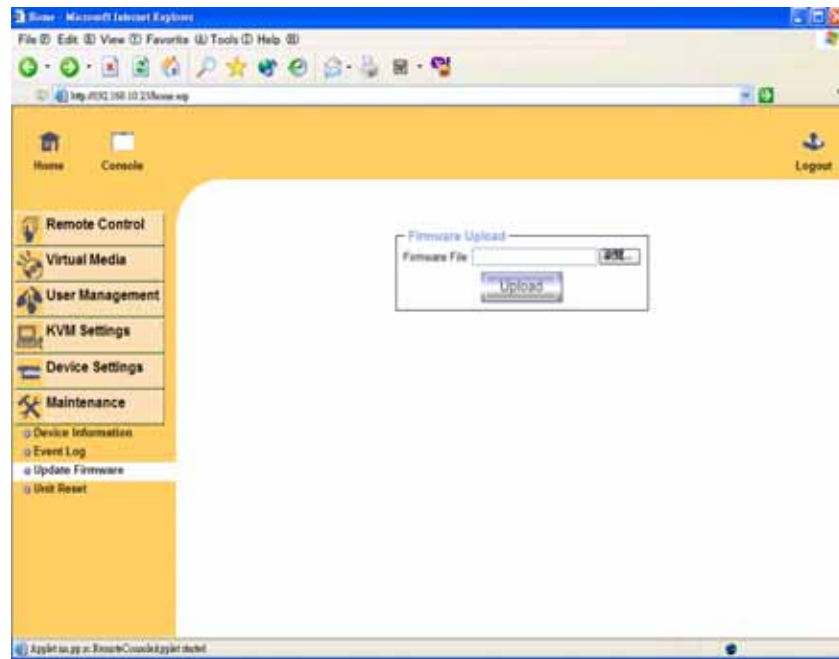 Home - Microsoft Internet Explorer
File Edit View Favorite Tools Help
Home
Console
Logout
Remote Control
Virtual Media
User Management
KVM Settings
Device Settings
Maintenance
Device Information
Event Log
Update Firmware
Unit Reset
Firmware Upload
Firmware File
Upload